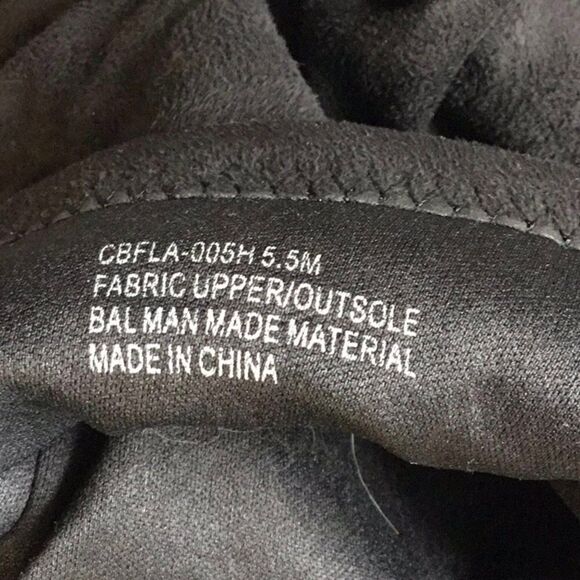 CBFLA-005H 5.5M
FABRIC UPPER/OUTSOLE
BAL MAN MADE MATERIAL
MADE IN CHINA